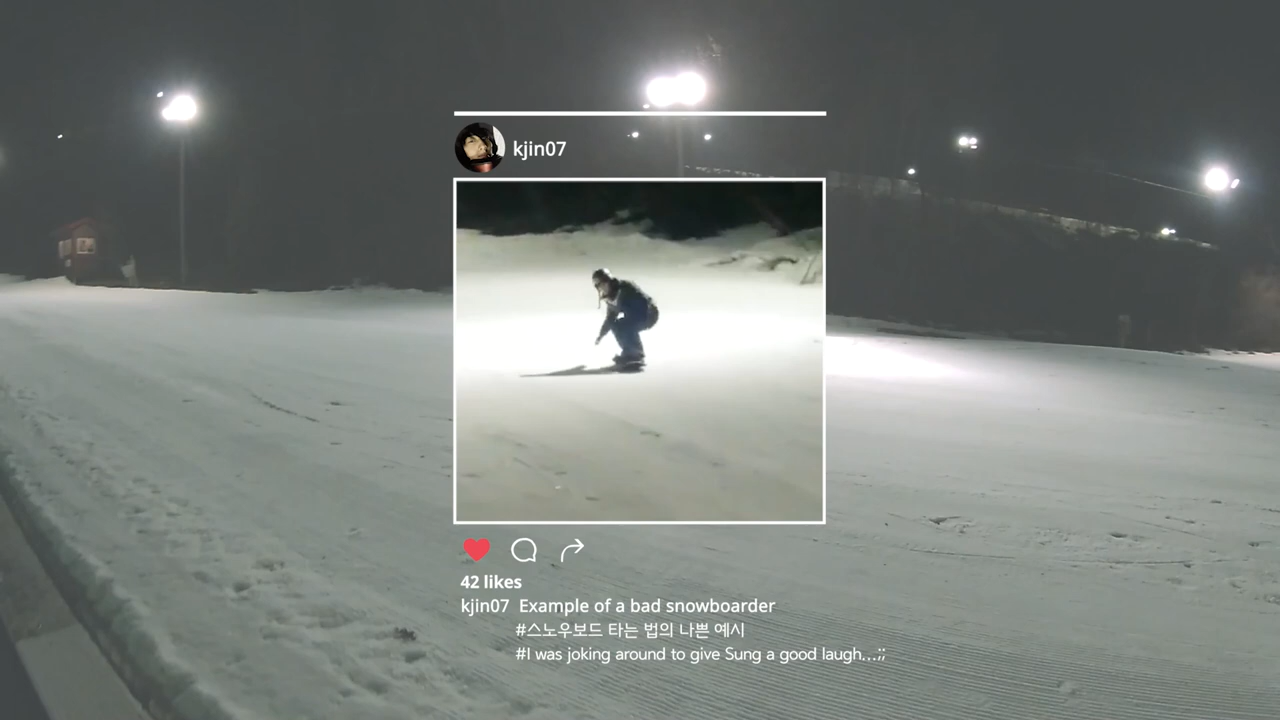 kjin07
42 likes
kjin07 Example of a bad snowboarder
#스노우보드 타는 법의 나쁜 예시
#I was joking around to give Sung a good laugh...;;